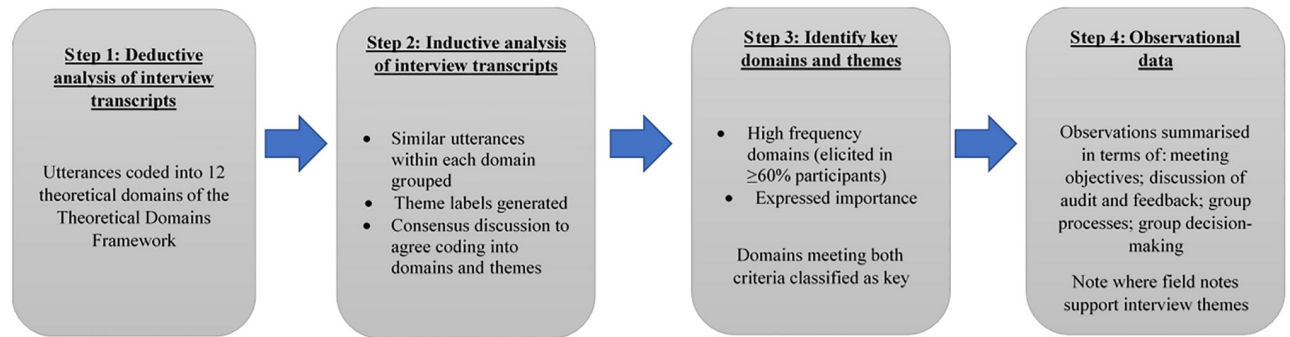 Step 1: Deductive
analysis of interview
transcripts
Utterances coded into 12
theoretical domains of the
Theoretical Domains
Framework
Step 2: Inductive analysis
of interview transcripts
• Similar utterances
within each domain
grouped
• Theme labels generated
• Consensus discussion to
agree coding into
domains and themes
Step 3: Identify key
domains and themes
• High frequency
domains (elicited in
≥60% participants)
• Expressed importance
Domains meeting both
criteria classified as key
Step 4: Observational
data
Observations summarised
in terms of: meeting
objectives; discussion of
audit and feedback; group
processes; group decision-
making
Note where field notes
support interview themes